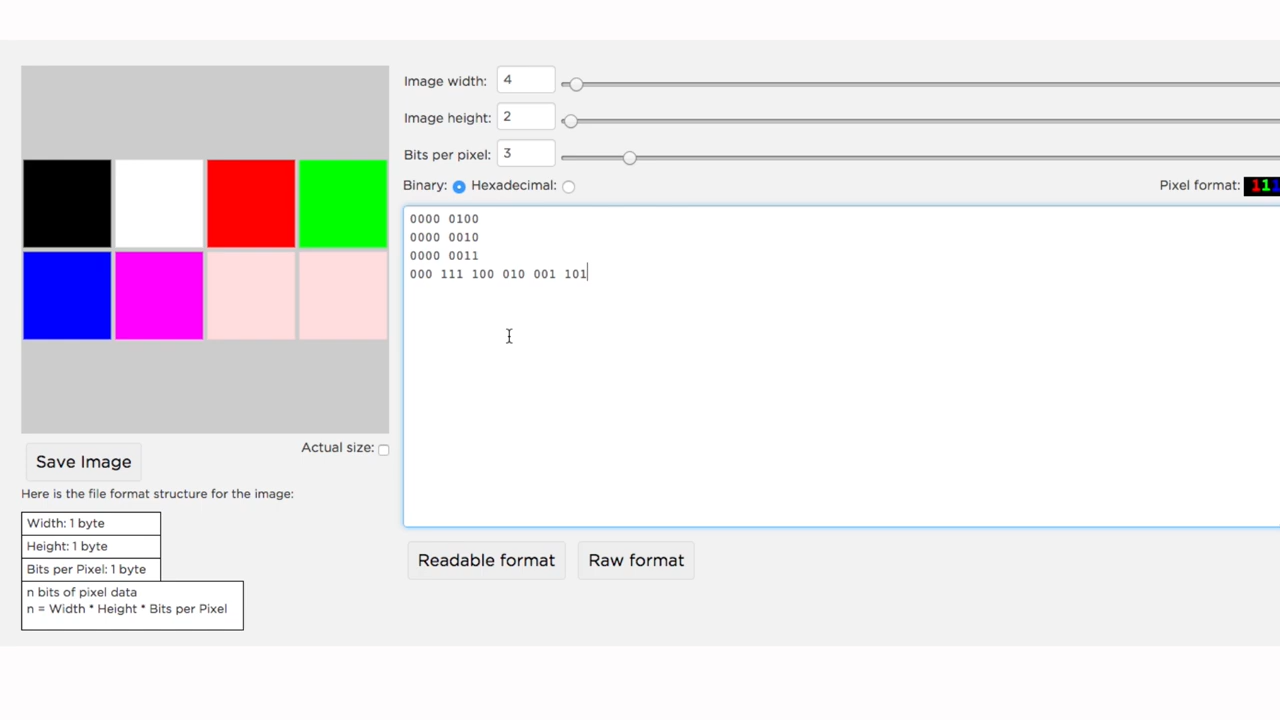 Image width: 4
Image height: 2
Bits per pixel: 3
Binary: Hexadecimal: Pixel format: 111
0000 0100
0000 0010
0000 0011
000 111 100 010 001 101
Actual size:
Save Image
Here is the file format structure for the image:
Width: 1 byte
Height: 1 byte
Bits per Pixel: 1 byte
n bits of pixel data
n = Width * Height * Bits per Pixel
Readable format Raw format